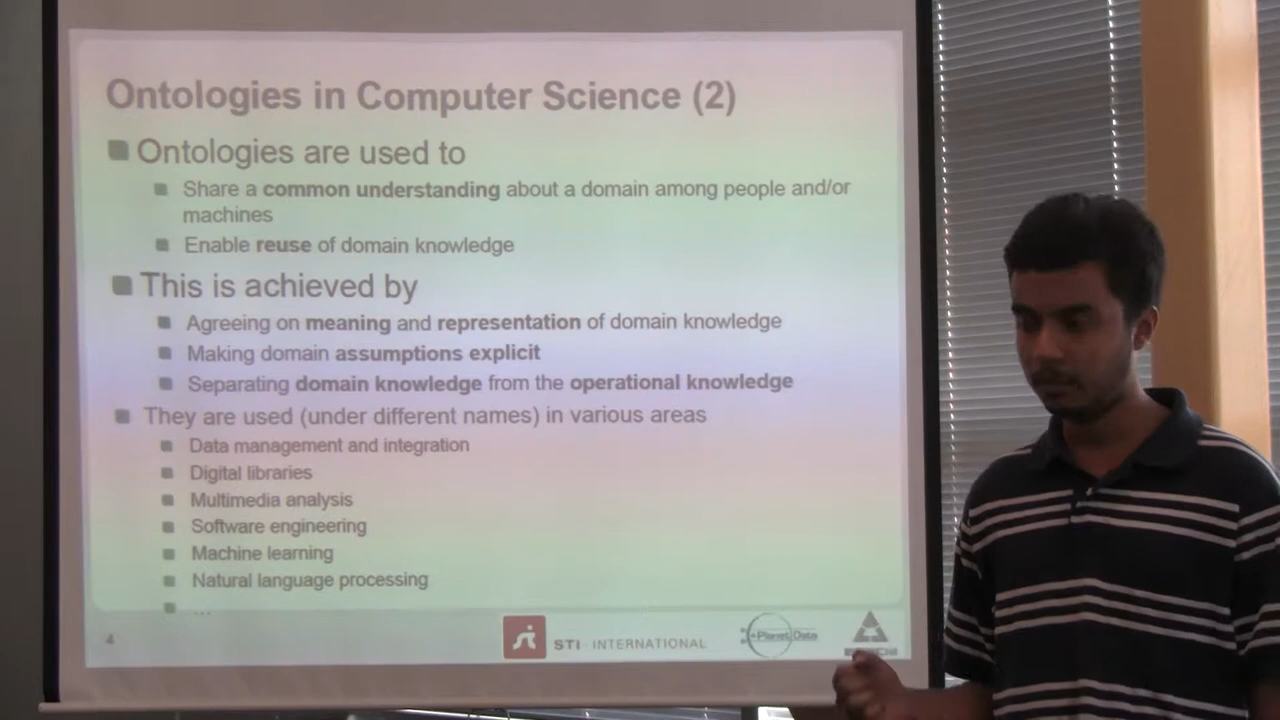 Ontologies in Computer Science (2)
Ontologies are used to
Share a common understanding about a domain among people and/or
machines
Enable reuse of domain knowledge
This is achieved by
Agreeing on meaning and representation of domain knowledge
Making domain assumptions explicit
Separating domain knowledge from the operational knowledge
They are used (under different names) in various areas
Data management and integration
Digital libraries
Multimedia analysis
Software engineering
Machine learning
Natural language processing
...
4
STI · INTERNATIONAL
PlanetData